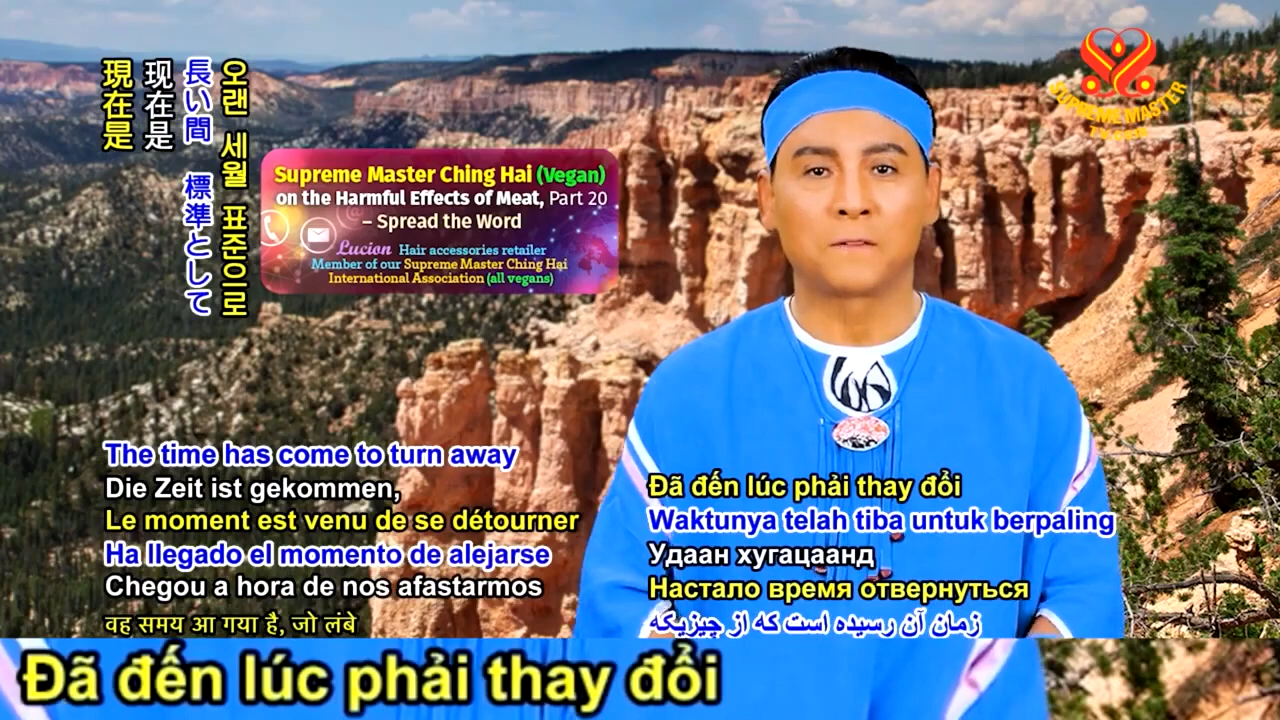 現在是
现在是
長い間 標準として
오랜 세월 표준으로
Supreme Master Ching Hai (Vegan)
on the Harmful Effects of Meat, Part 20
– Spread the Word
Lucion Hair accessories retailer
Member of our Supreme Master Ching Hai
International Association (all vegans)
SUPREME MASTER
TV
The time has come to turn away
Die Zeit ist gekommen,
Le moment est venu de se détourner
Ha llegado el momento de alejarse
Chegou a hora de nos afastarmos
वह समय आ गया है, जो लंबे
Đã đến lúc phải thay đổi
Waktunya telah tiba untuk berpaling
Удаан хугацаанд
Настало время отвернуться
زمان آن رسیده است که از چیزیکه
Đã đến lúc phải thay đổi